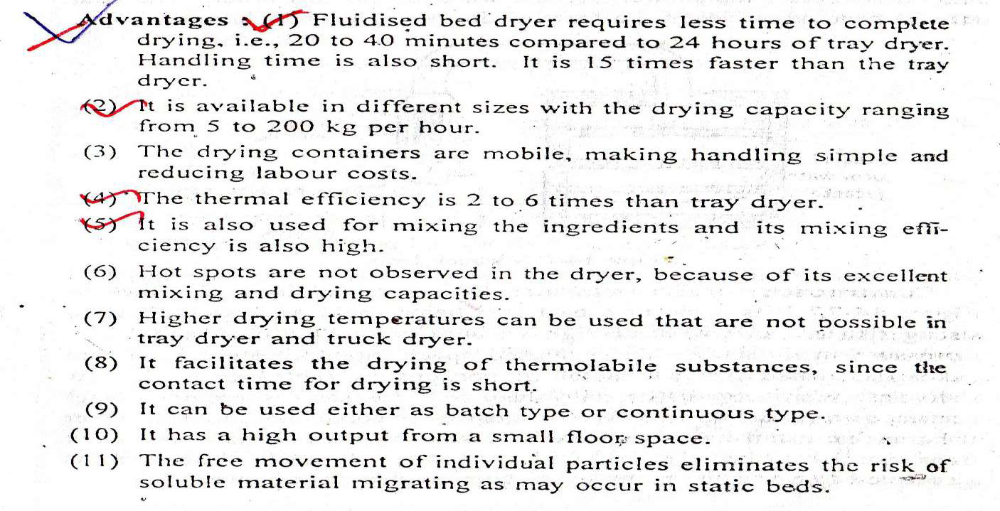 Advantages : (1) Fluidised bed dryer requires less time to complete
drying, i.e., 20 to 40 minutes compared to 24 hours of tray dryer.
Handling time is also short. It is 15 times faster than the tray
dryer.
(2) It is available in different sizes with the drying capacity ranging
from 5 to 200 kg per hour.
(3) The drying containers are mobile, making handling simple and
reducing labour costs.
(4) The thermal efficiency is 2 to 6 times than tray dryer.
(5) It is also used for mixing the ingredients and its mixing effi-
ciency is also high.
(6) Hot spots are not observed in the dryer, because of its excellent
mixing and drying capacities.
(7) Higher drying temperatures can be used that are not possible in
tray dryer and truck dryer.
(8) It facilitates the drying of thermolabile substances, since the
contact time for drying is short.
(9) It can be used either as batch type or continuous type.
(10) It has a high output from a small floor space.
(11) The free movement of individual particles eliminates the risk of
soluble material migrating as may occur in static beds.